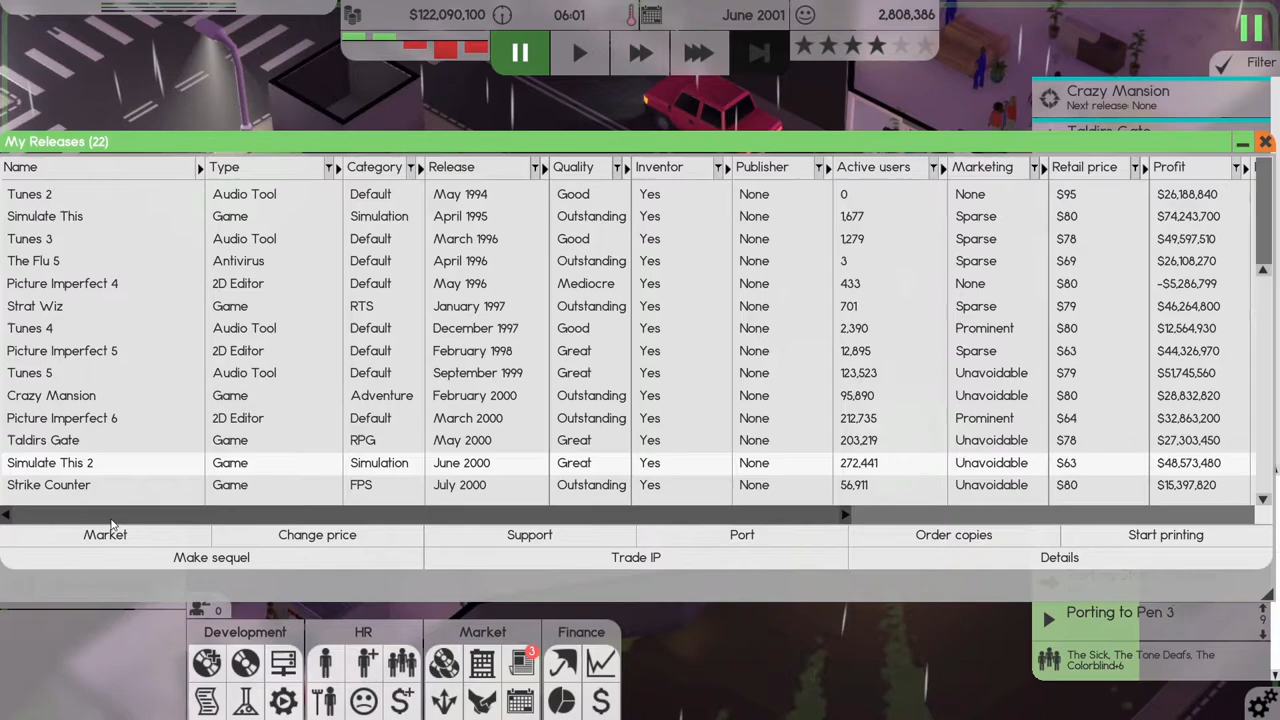 $122,090,100 06:01 June 2001 2,808,386
Filter
Crazy Mansion
Next release: None
Taldirs Gate
My Releases (22)
Name Type Category Release Quality Inventor Publisher Active users Marketing Retail price Profit
Tunes 2 Audio Tool Default May 1994 Good Yes None 0 None $95 $26,188,840
Simulate This Game Simulation April 1995 Outstanding Yes None 1,677 Sparse $80 $74,243,700
Tunes 3 Audio Tool Default March 1996 Good Yes None 1,279 Sparse $78 $49,597,510
The Flu 5 Antivirus Default April 1996 Outstanding Yes None 3 Sparse $69 $26,108,270
Picture Imperfect 4 2D Editor Default May 1996 Mediocre Yes None 433 None $80 -$5,286,799
Strat Wiz Game RTS January 1997 Outstanding Yes None 701 Sparse $79 $46,264,800
Tunes 4 Audio Tool Default December 1997 Good Yes None 2,390 Prominent $80 $12,564,930
Picture Imperfect 5 2D Editor Default February 1998 Great Yes None 12,895 Sparse $63 $44,326,970
Tunes 5 Audio Tool Default September 1999 Great Yes None 123,523 Unavoidable $79 $51,745,560
Crazy Mansion Game Adventure February 2000 Outstanding Yes None 95,890 Unavoidable $80 $28,832,820
Picture Imperfect 6 2D Editor Default March 2000 Outstanding Yes None 212,735 Prominent $64 $32,863,200
Taldirs Gate Game RPG May 2000 Great Yes None 203,219 Unavoidable $78 $27,303,450
Simulate This 2 Game Simulation June 2000 Great Yes None 272,441 Unavoidable $63 $48,573,480
Strike Counter Game FPS July 2000 Outstanding Yes None 56,911 Unavoidable $80 $15,397,820
Market Change price Support Port Order copies Start printing
Make sequel Trade IP Details
0
Porting to Pen 3
9
The Sick, The Tone Deafs, The
Colorblind+6
Development HR Market Finance
3